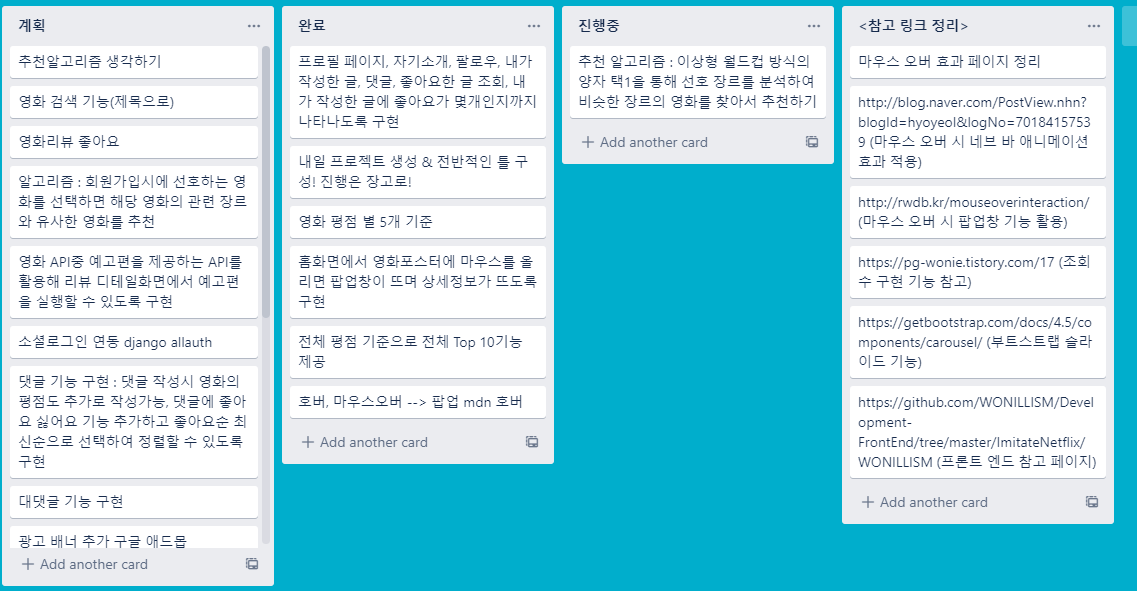 계획
추천알고리즘 생각하기
영화 검색 기능(제목으로)
영화리뷰 좋아요
알고리즘 : 회원가입시에 선호하는 영
화를 선택하면 해당 영화의 관련 장르
와 유사한 영화를 추천
영화 API중 예고편을 제공하는 API를
활용해 리뷰 디테일화면에서 예고편
을 실행할 수 있도록 구현
소셜로그인 연동 django allauth
댓글 기능 구현 : 댓글 작성시 영화의
평점도 추가로 작성가능, 댓글에 좋아
요 싫어요 기능 추가하고 좋아요순 최
신순으로 선택하여 정렬할 수 있도록
구현
대댓글 기능 구현
광고 배너 추가 구글 애드몹
Add another card
완료
프로필 페이지, 자기소개, 팔로우, 내가
작성한 글, 댓글, 좋아요한 글 조회, 내
가 작성한 글에 좋아요가 몇개인지까지
나타나도록 구현
내일 프로젝트 생성 & 전반적인 틀 구
성! 진행은 장고로!
영화 평점 별 5개 기준
홈화면에서 영화포스터에 마우스를 올
리면 팝업창이 뜨며 상세정보가 뜨도록
구현
전체 평점 기준으로 전체 Top 10기능
제공
호버, 마우스오버 --> 팝업 mdn 호버
Add another card
진행중
추천 알고리즘 : 이상형 월드컵 방식의
양자 택1을 통해 선호 장르를 분석하여
비슷한 장르의 영화를 찾아서 추천하기
Add another card
<참고 링크 정리>
마우스 오버 효과 페이지 정리
http://blog.naver.com/PostView.nhn?
blogId=hyoyeol&logNo=7018415753
9 (마우스 오버 시 네브 바 애니메이션
효과 적용)
http://rwdb.kr/mouseoverinteraction/
(마우스 오버 시 팝업창 기능 활용)
https://pg-wonie.tistory.com/17 (조회
수 구현 기능 참고)
https://getbootstrap.com/docs/4.5/co
mponents/carousel/ (부트스트랩 슬라
이드 기능)
https://github.com/WONILLISM/Devel
opment-
FrontEnd/tree/master/ImitateNetflix/
WONILLISM (프론트 엔드 참고 페이지)
Add another card